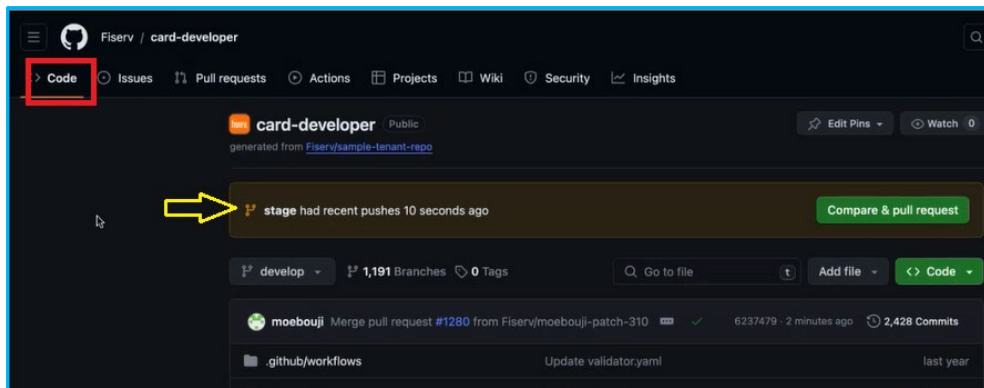 Fiserv / card-developer
Code Issues Pull requests Actions Projects Wiki Security Insights
fiserv. card-developer Public Edit Pins Watch 0
generated from Fiserv/sample-tenant-repo
stage had recent pushes 10 seconds ago Compare & pull request
develop 1,191 Branches 0 Tags Go to file t Add file <> Code
moebouji Merge pull request #1280 from Fiserv/moebouji-patch-310 6237479 · 2 minutes ago 2,428 Commits
.github/workflows Update validator.yaml last year